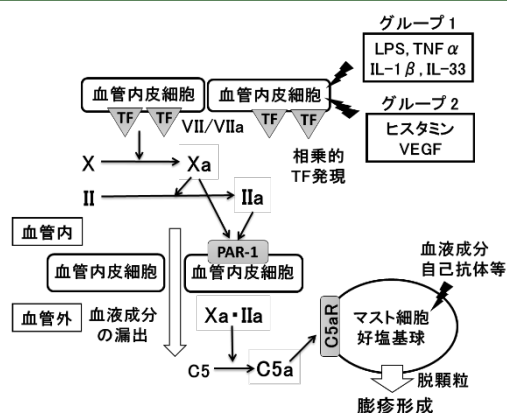 グループ1
LPS, TNF α
IL-1 β, IL-33
血管内皮細胞
血管内皮細胞
TF
TF
TF
TF
VII/VIIa
グループ2
ヒスタミン
VEGF
相乗的
TF発現
X
Xa
II
IIa
血管内
PAR-1
血管内皮細胞
血管内皮細胞
血液成分
自己抗体等
血管外
血液成分
の漏出
Xa・IIa
C5aR
マスト細胞
好塩基球
C5
C5a
脱顆粒
膨疹形成